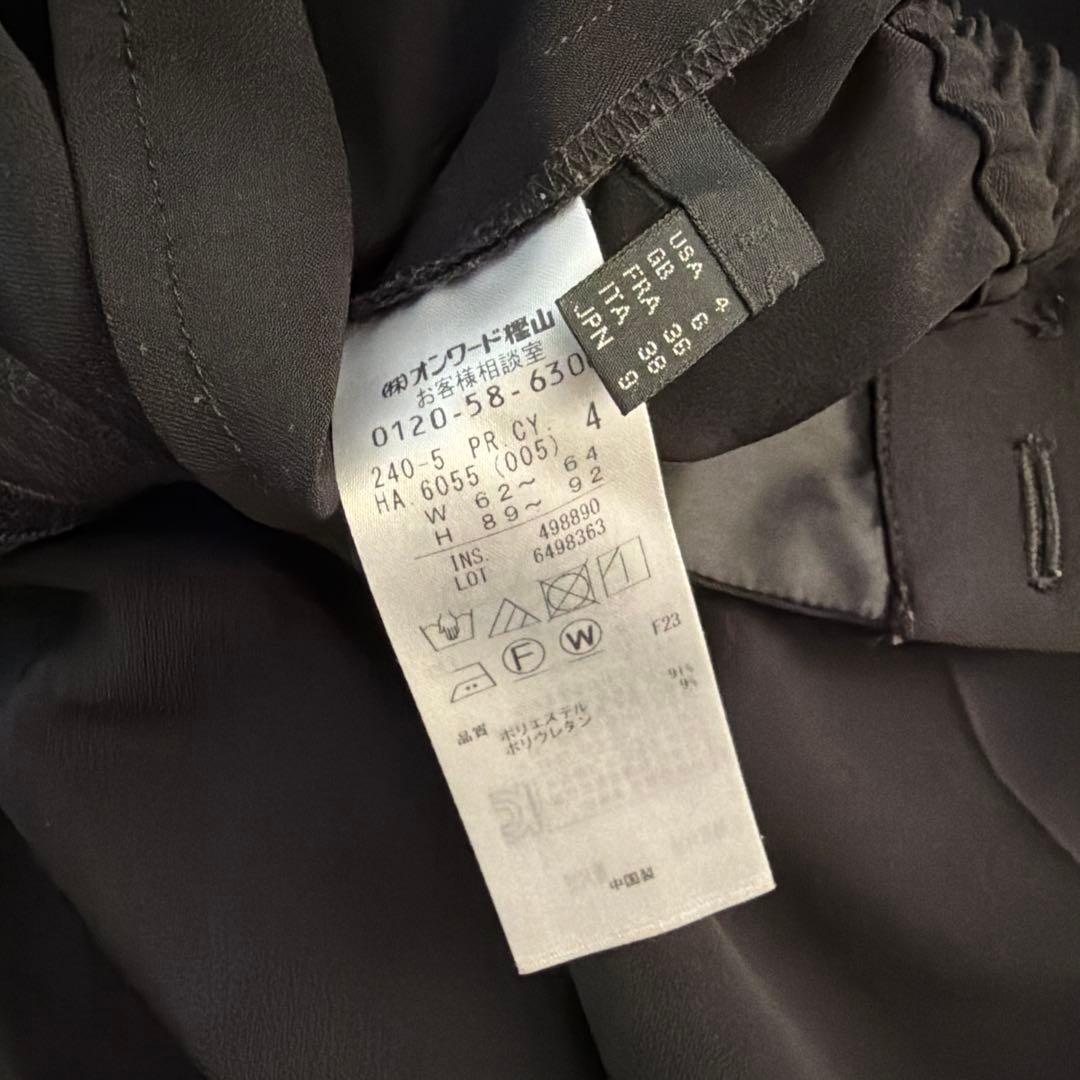 (株)オンワード樫山
お客様相談室
0120-58-630
240-5 PR.CY. 4
HA.6055 (005)
W 62～ 64
H 89～ 92
INS. 498890
LOT 6498363
F W
F23
品質 ポリエステル 91%
ポリウレタン 9%
中国製
USA 4
GB 6
FRA 36
ITA 38
JPN 9